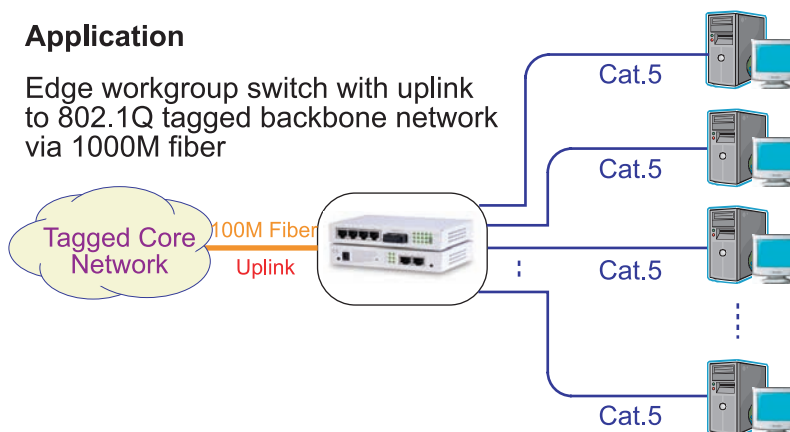 Application
Edge workgroup switch with uplink
to 802.1Q tagged backbone network
via 1000M fiber
Tagged Core
Network
100M Fiber
Uplink
Cat.5
Cat.5
Cat.5
Cat.5